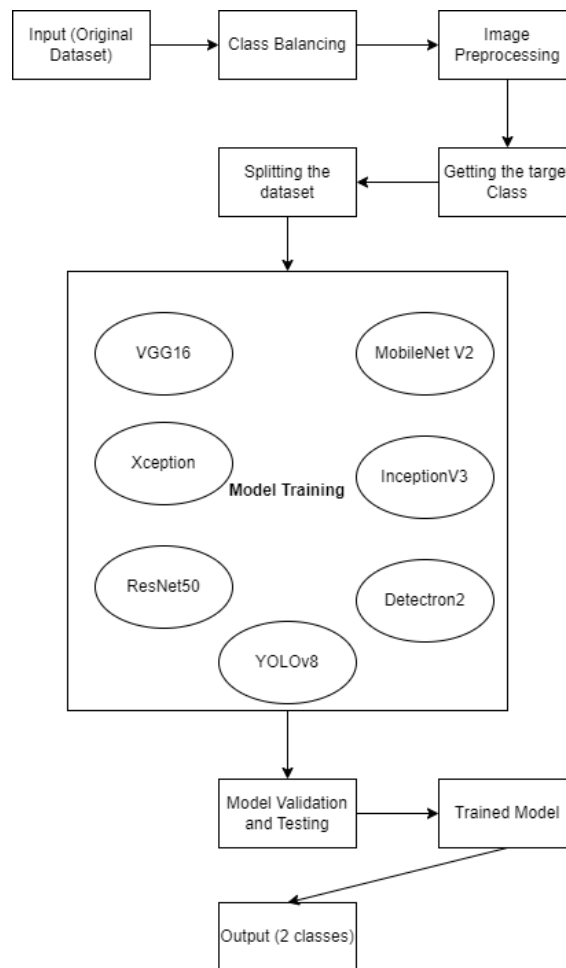 Input (Original
Dataset)
Class Balancing
Image
Preprocessing
Splitting the
dataset
Getting the target
Class
VGG16
MobileNet V2
Xception
InceptionV3
Model Training
ResNet50
Detectron2
YOLOv8
Model Validation
and Testing
Trained Model
Output (2 classes)